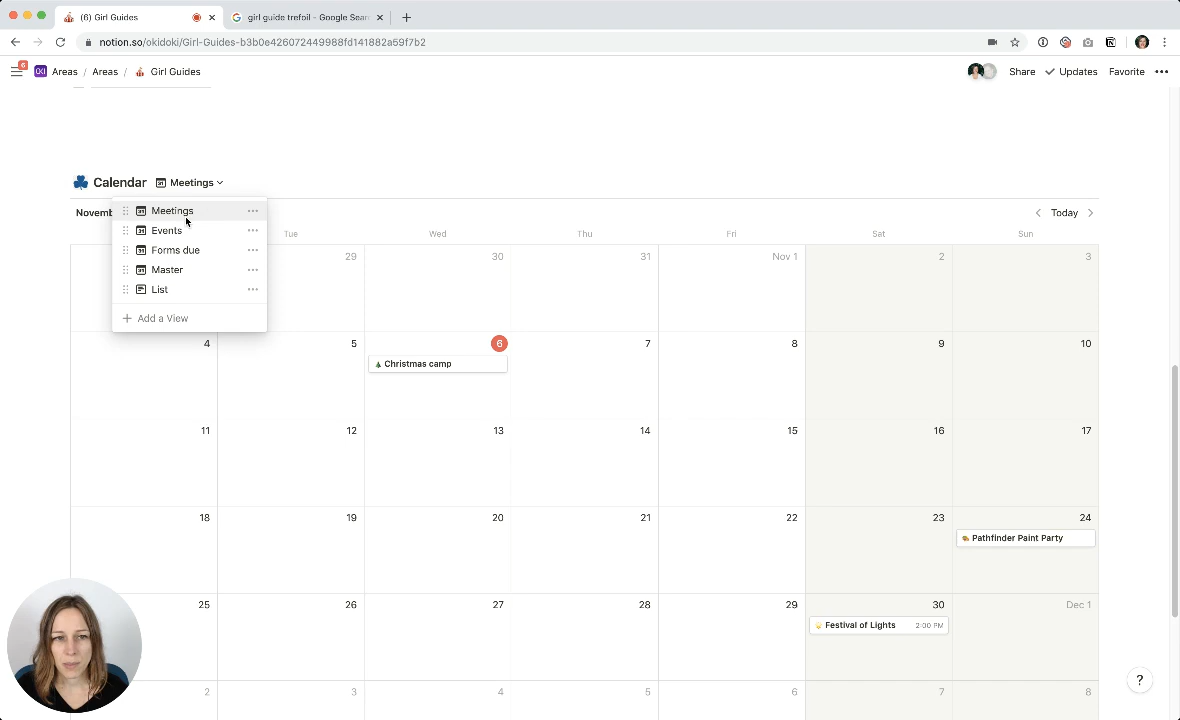 (6) Girl Guides
girl guide trefoil - Google Sear
notion.so/okidoki/Girl-Guides-b3b0e426072449988fd141882a59f7b2
6
OKI Areas / Areas / Girl Guides
Share Updates Favorite
Calendar Meetings
Novemb
Today
Meetings
Events
Forms due
Master
List
Add a View
Tue Wed Thu Fri Sat Sun
29 30 31 Nov 1 2 3
4 5 6 7 8 9 10
Christmas camp
11 12 13 14 15 16 17
18 19 20 21 22 23 24
Pathfinder Paint Party
25 26 27 28 29 30 Dec 1
Festival of Lights 2:00 PM
2 3 4 5 6 7 8
?